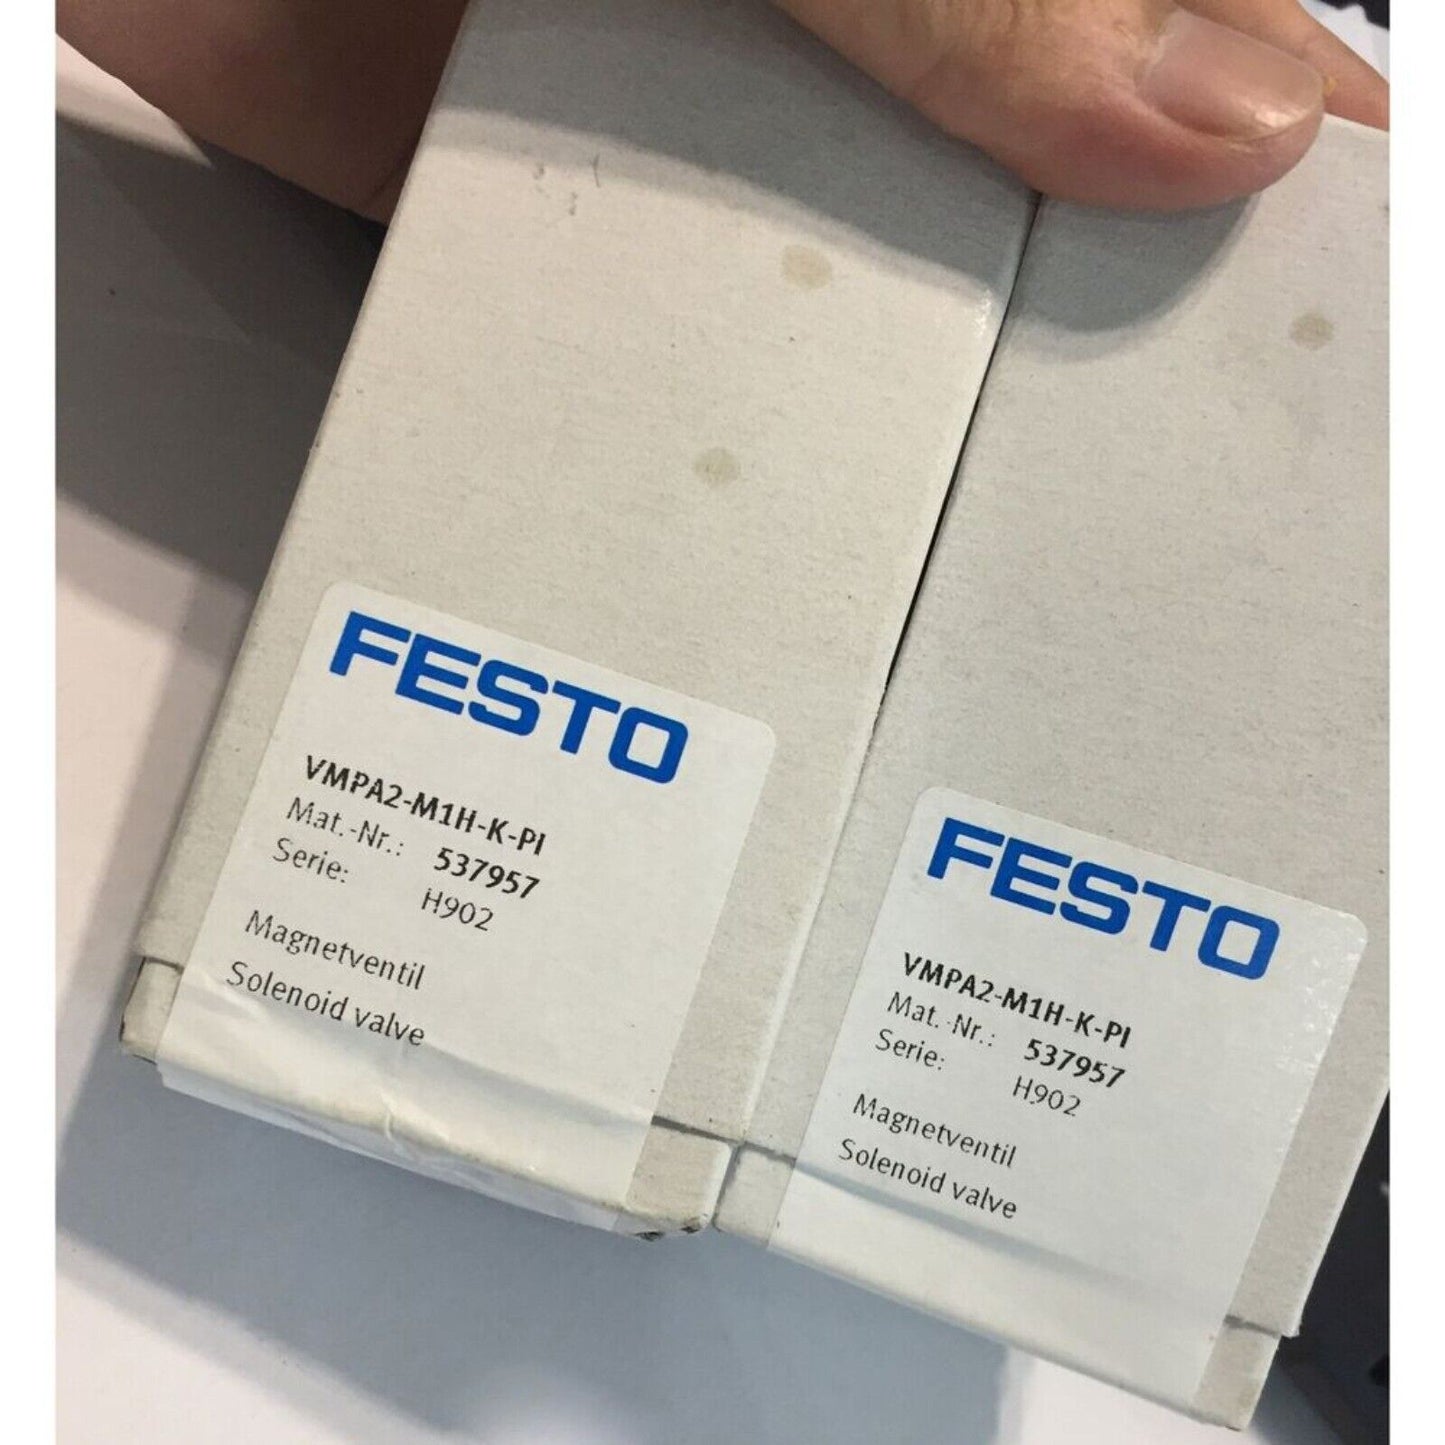 FESTO
VMPA2-M1H-K-PI
Mat.-Nr.: 537957
Serie: H902
Magnetventil
Solenoid valve
FESTO
VMPA2-M1H-K-PI
Mat.-Nr.: 537957
Serie: H902
Magnetventil
Solenoid valve